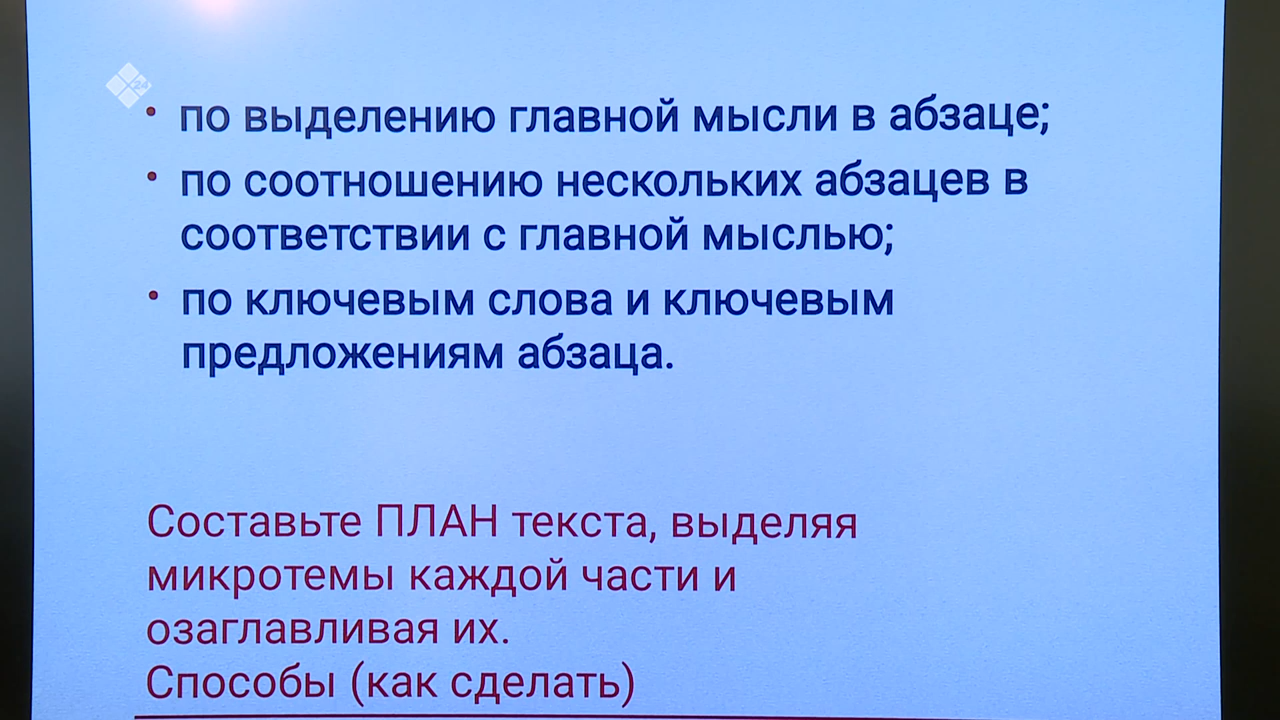 24
• по выделению главной мысли в абзаце;
• по соотношению нескольких абзацев в
соответствии с главной мыслью;
• по ключевым слова и ключевым
предложениям абзаца.
Составьте ПЛАН текста, выделяя
микротемы каждой части и
озаглавливая их.
Способы (как сделать)